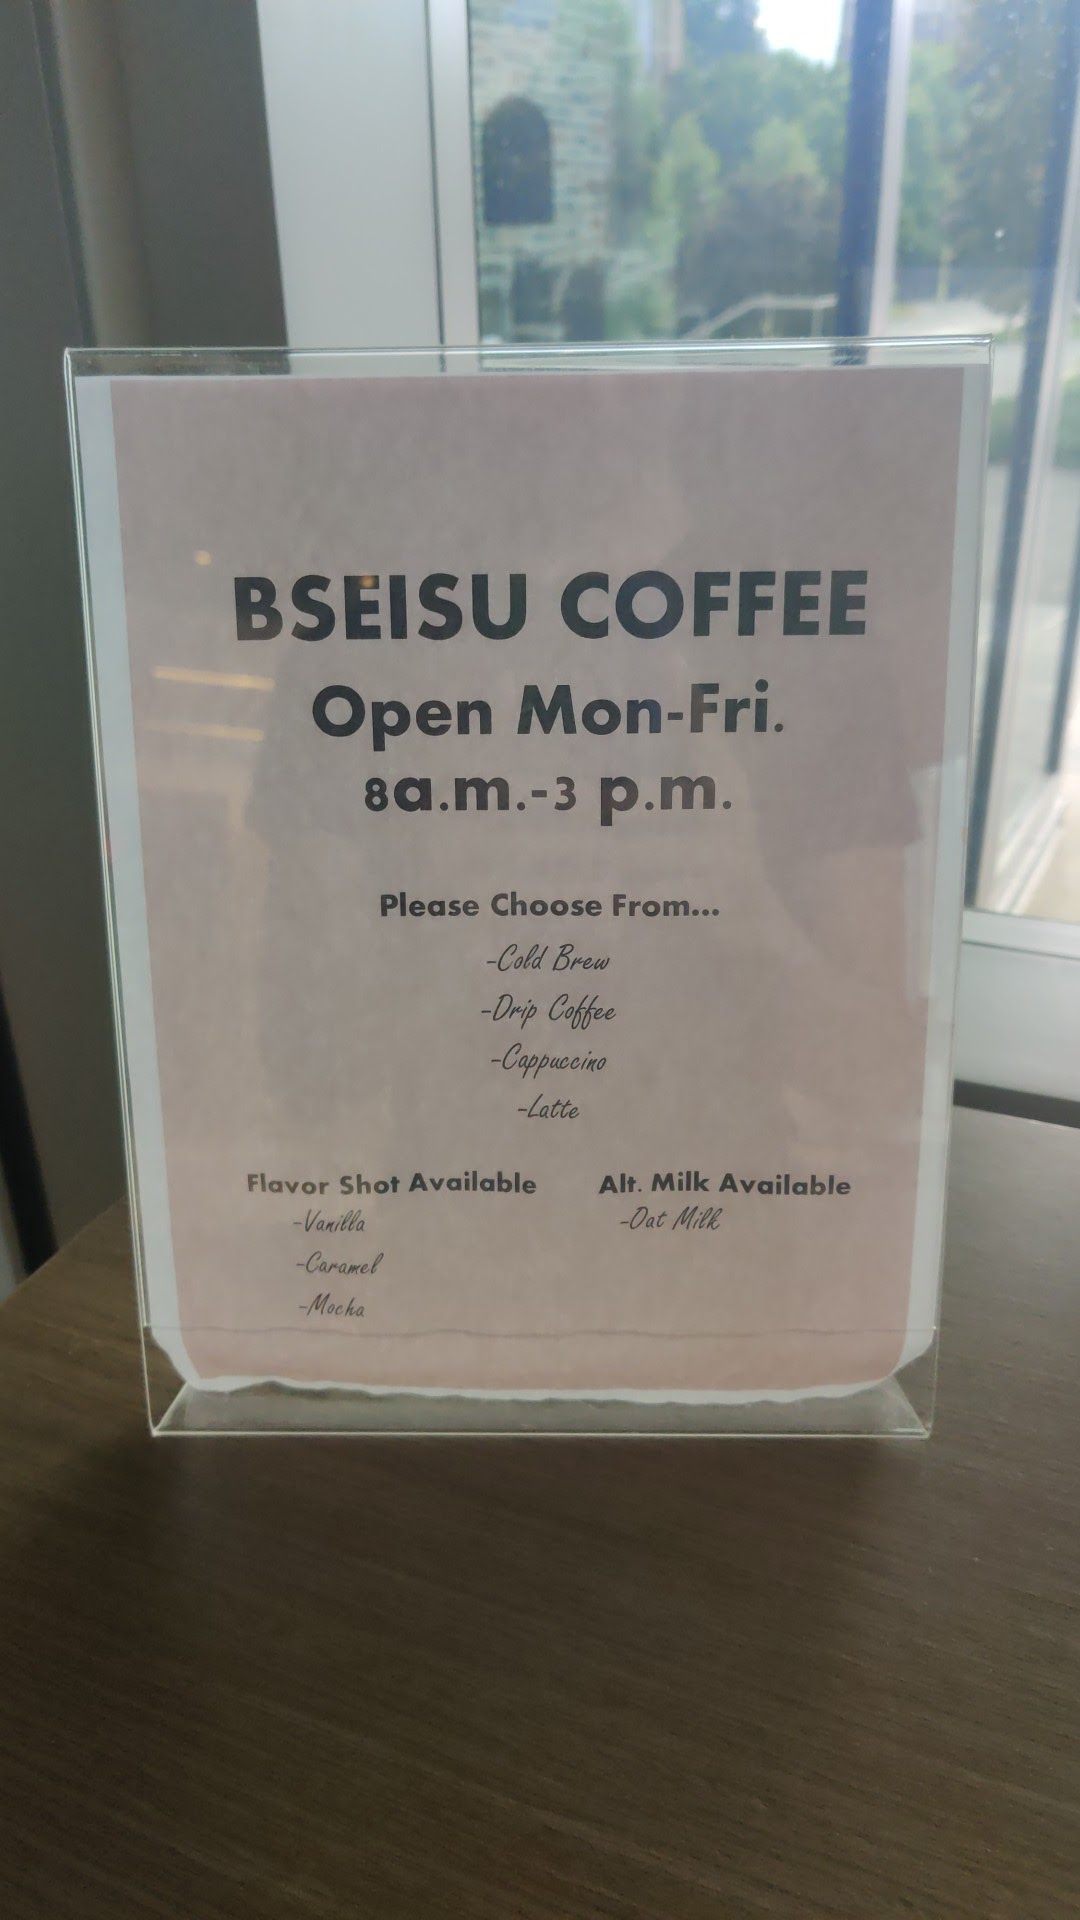 BSEISU COFFEE
Open Mon-Fri.
8a.m.-3 p.m.
Please Choose From...
-Cold Brew
-Drip Coffee
-Cappuccino
-Latte
Flavor Shot Available
-Vanilla
-Caramel
-Mocha
Alt. Milk Available
-Oat Milk